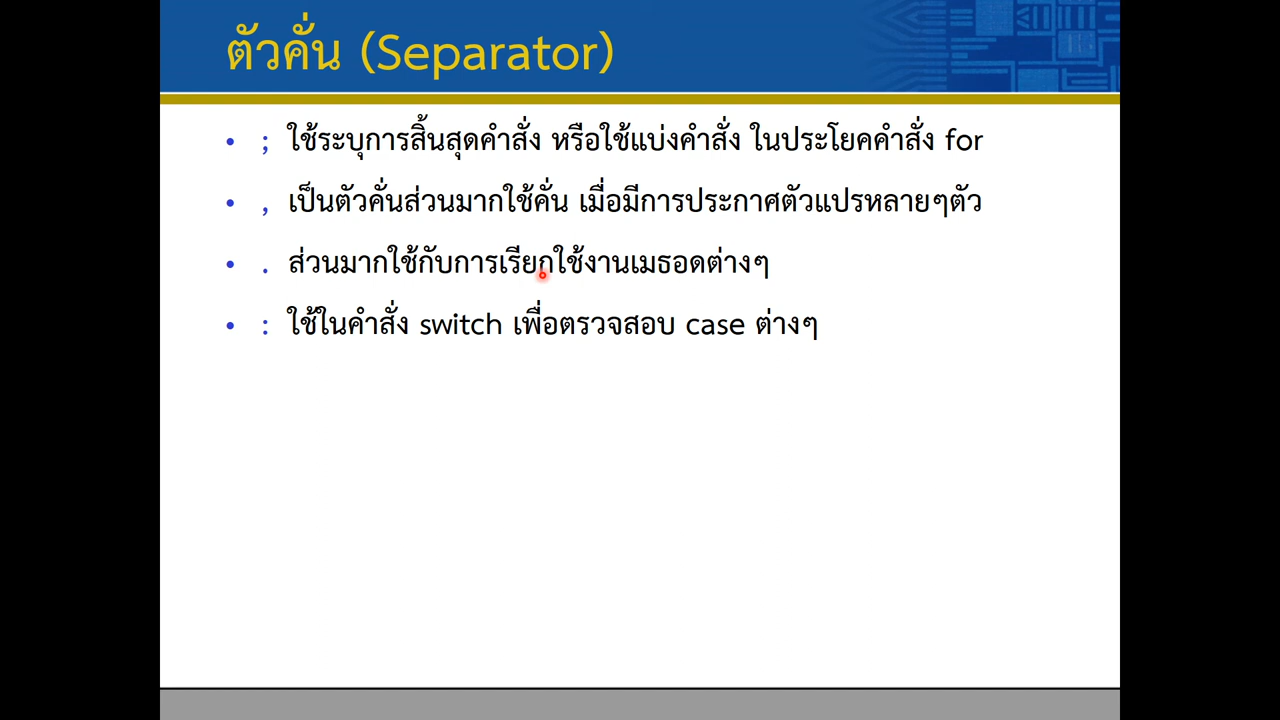 ตัวคั่น (Separator)
• ; ใช้ระบุการสิ้นสุดคำสั่ง หรือใช้แบ่งคำสั่ง ในประโยคคำสั่ง for
• , เป็นตัวคั่นส่วนมากใช้คั่น เมื่อมีการประกาศตัวแปรหลายๆตัว
• . ส่วนมากใช้กับการเรียกใช้งานเมธอดต่างๆ
• : ใช้ในคำสั่ง switch เพื่อตรวจสอบ case ต่างๆ